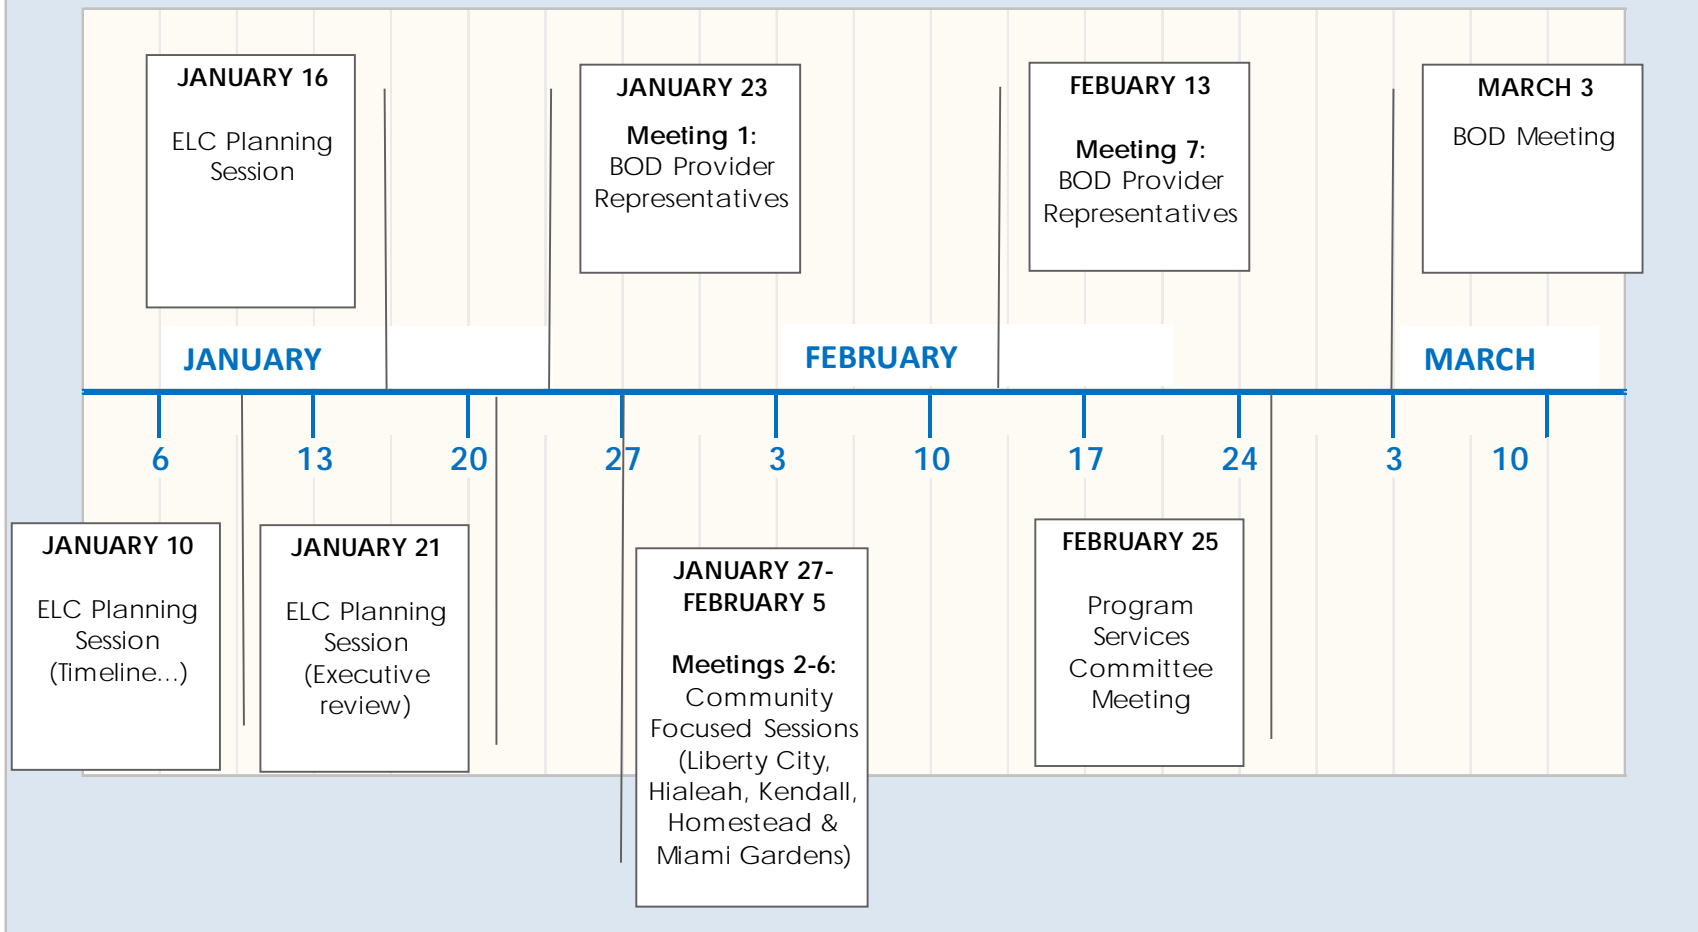 JANUARY 16
ELC Planning
Session
JANUARY 23
Meeting 1:
BOD Provider
Representatives
FEBUARY 13
Meeting 7:
BOD Provider
Representatives
MARCH 3
BOD Meeting
JANUARY
FEBRUARY
MARCH
6
13
20
27
3
10
17
24
3
10
JANUARY 10
ELC Planning
Session
(Timeline...)
JANUARY 21
ELC Planning
Session
(Executive
review)
JANUARY 27-
FEBRUARY 5
Meetings 2-6:
Community
Focused Sessions
(Liberty City,
Hialeah, Kendall,
Homestead &
Miami Gardens)
FEBRUARY 25
Program
Services
Committee
Meeting